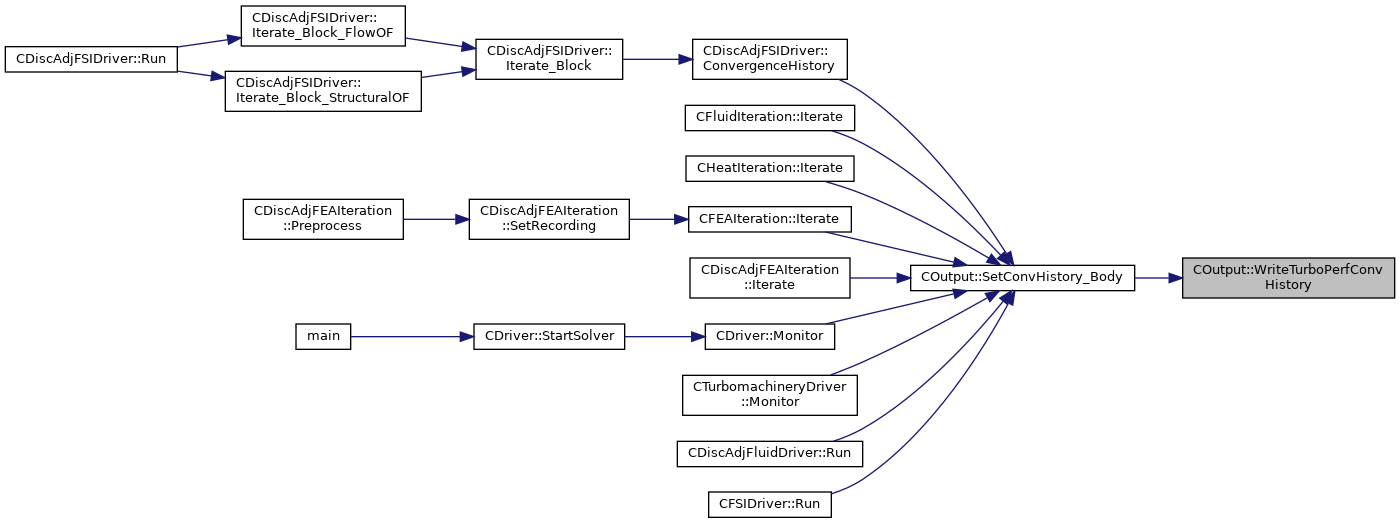 CDiscAdjFSIDriver::Run
CDiscAdjFSIDriver::
Iterate_Block_FlowOF
CDiscAdjFSIDriver::
Iterate_Block_StructuralOF
CDiscAdjFSIDriver::
Iterate_Block
CDiscAdjFSIDriver::
ConvergenceHistory
CFluidIteration::Iterate
CHeatIteration::Iterate
CDiscAdjFEAIteration
::Preprocess
CDiscAdjFEAIteration
::SetRecording
CFEAIteration::Iterate
CDiscAdjFEAIteration
::Iterate
COutput::SetConvHistory_Body
COutput::WriteTurboPerfConv
History
main
CDriver::StartSolver
CDriver::Monitor
CTurbomachineryDriver
::Monitor
CDiscAdjFluidDriver::Run
CFSIDriver::Run